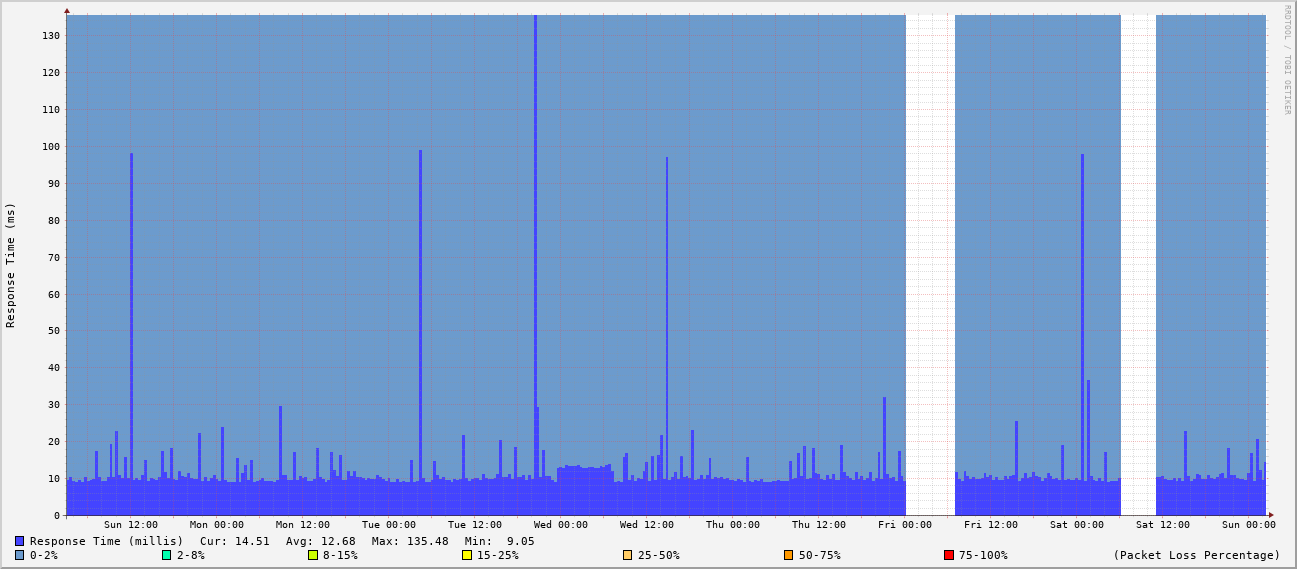 RRDTOOL / TOBI OETIKER
Response Time (ms)
130
120
110
100
90
80
70
60
50
40
30
20
10
0
Sun 12:00 Mon 00:00 Mon 12:00 Tue 00:00 Tue 12:00 Wed 00:00 Wed 12:00 Thu 00:00 Thu 12:00 Fri 00:00 Fri 12:00 Sat 00:00 Sat 12:00 Sun 00:00
Response Time (millis) Cur: 14.51 Avg: 12.68 Max: 135.48 Min: 9.05
0-2% 2-8% 8-15% 15-25% 25-50% 50-75% 75-100% (Packet Loss Percentage)